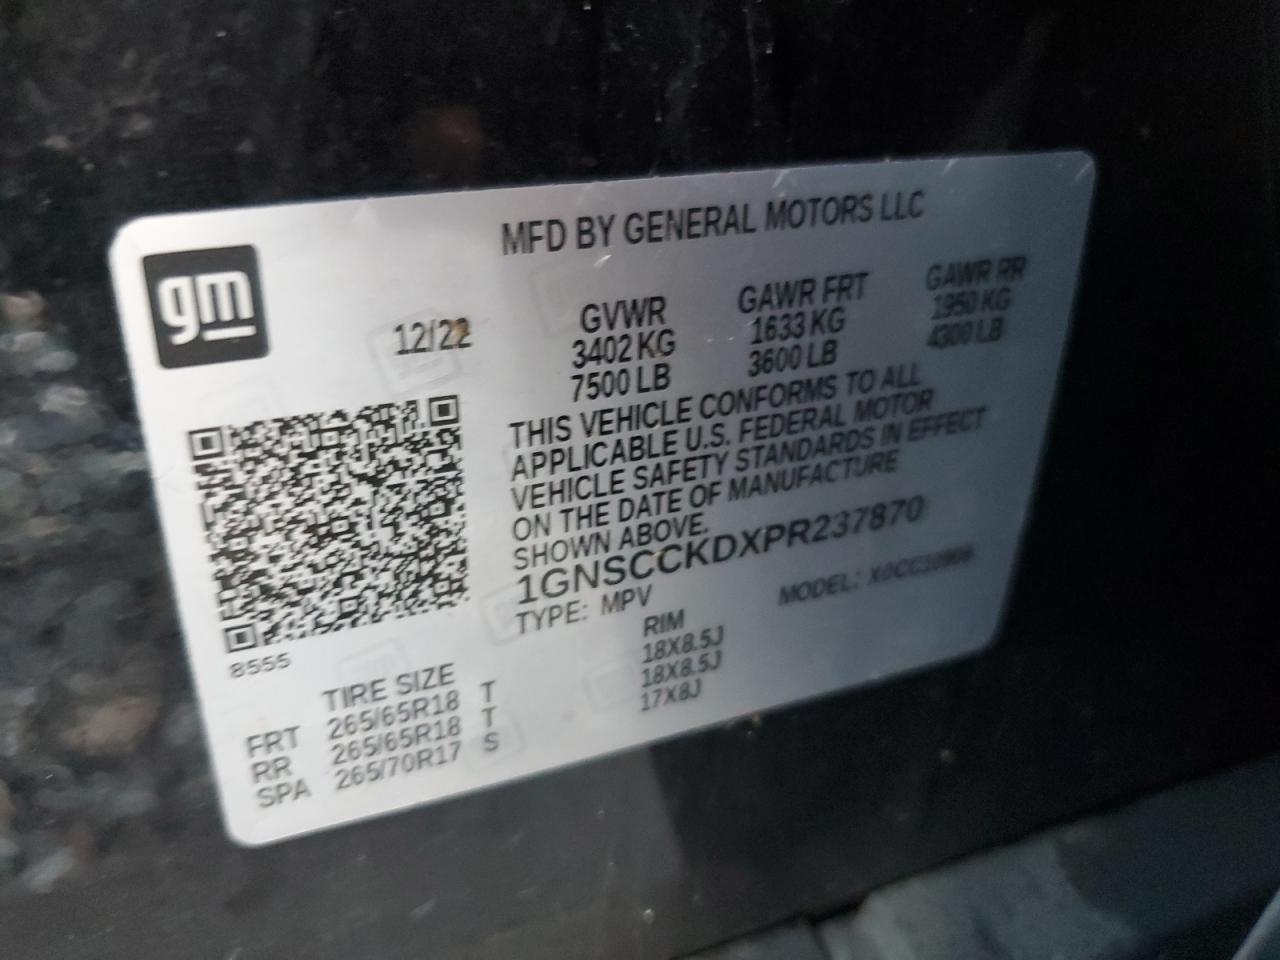 gm
MFD BY GENERAL MOTORS LLC
12/22
GVWR GAWR FRT GAWR RR
3402 KG 1633 KG 1950 KG
7500 LB 3600 LB 4300 LB
THIS VEHICLE CONFORMS TO ALL
APPLICABLE U.S. FEDERAL MOTOR
VEHICLE SAFETY STANDARDS IN EFFECT
ON THE DATE OF MANUFACTURE
SHOWN ABOVE.
1GNSCCKDXPR237870
TYPE: MPV MODEL:
8555
TIRE SIZE RIM
FRT 265/65R18 T 18X8.5J
RR 265/65R18 T 18X8.5J
SPA 265/70R17 S 17X8J